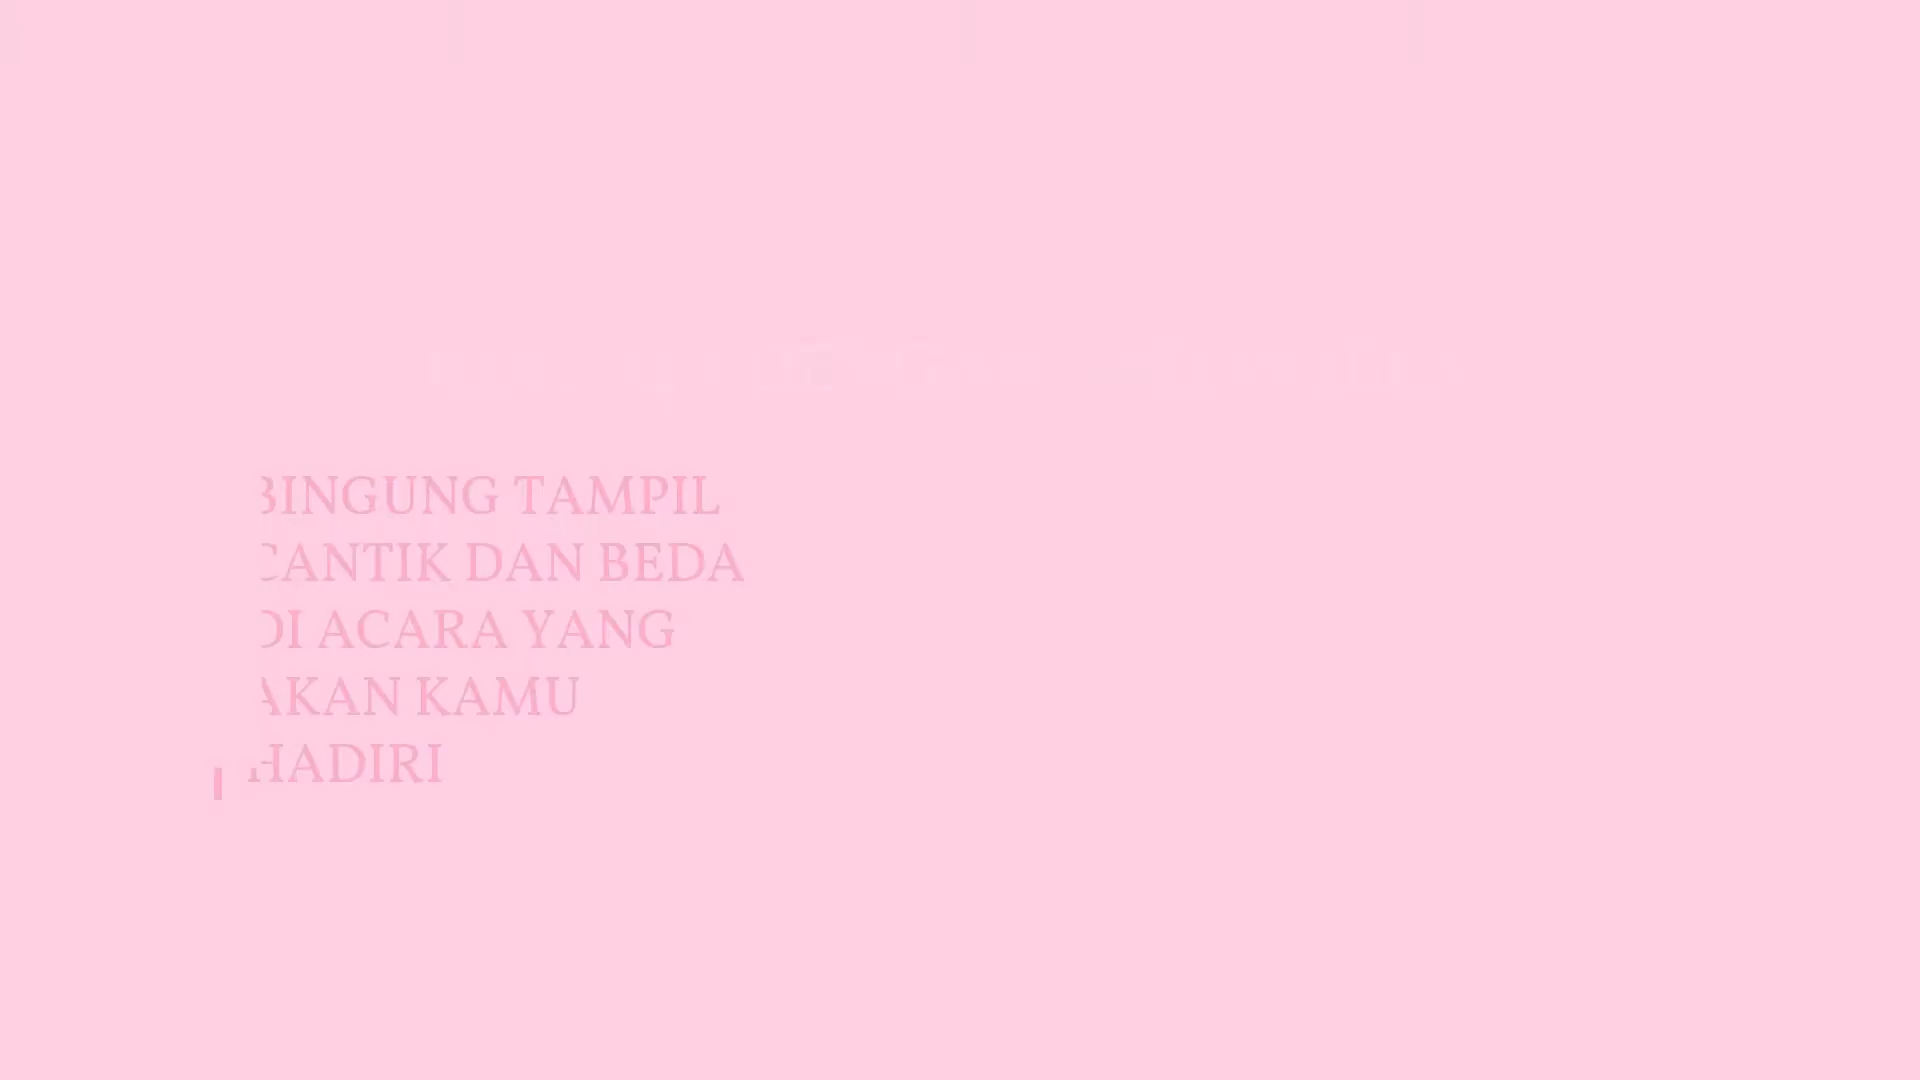 BINGUNG TAMPIL
CANTIK DAN BEDA
DI ACARA YANG
AKAN KAMU
HADIRI